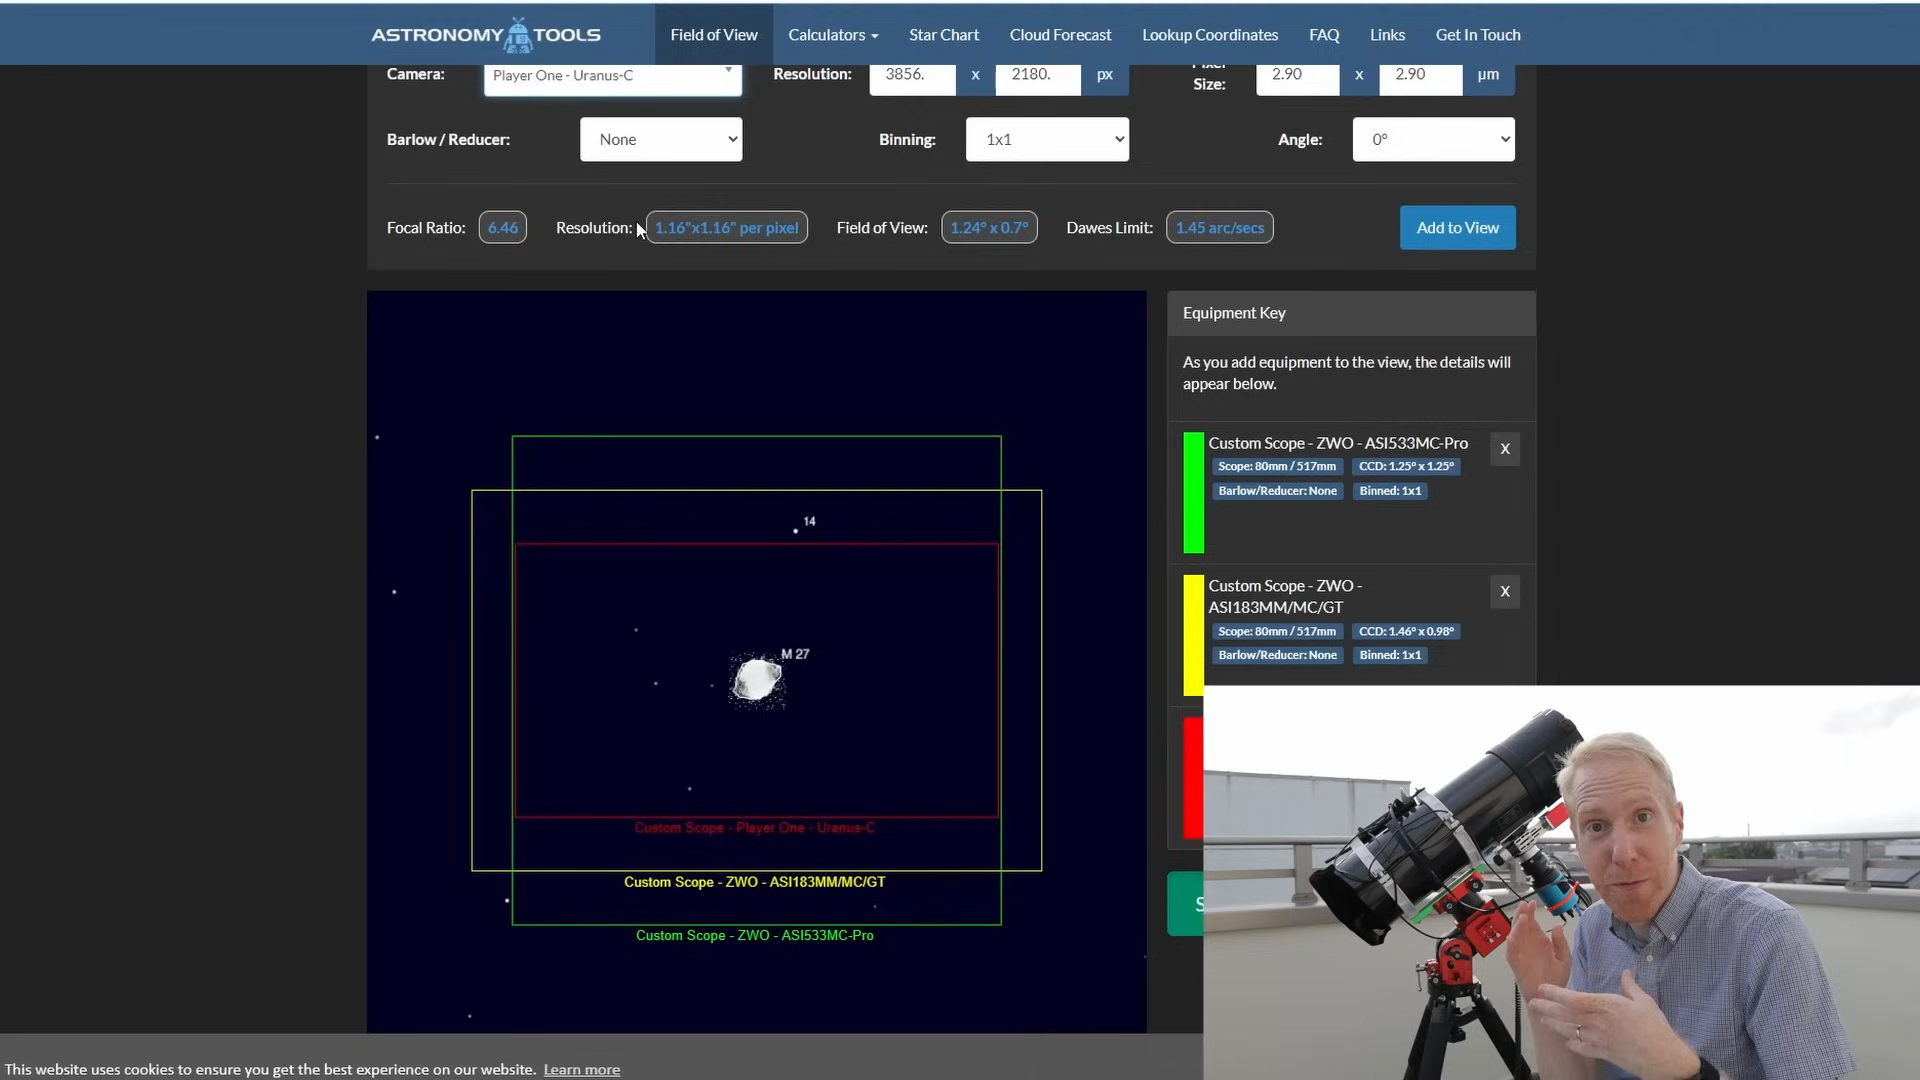 ASTRONOMY TOOLS
Field of View
Calculators
Star Chart
Cloud Forecast
Lookup Coordinates
FAQ
Links
Get In Touch
Camera:
Player One - Uranus-C
Resolution:
3856.
x
2180.
px
Pixel
Size:
2.90
x
2.90
µm
Barlow / Reducer:
None
Binning:
1x1
Angle:
0°
Focal Ratio:
6.46
Resolution:
1.16"x1.16" per pixel
Field of View:
1.24° x 0.7°
Dawes Limit:
1.45 arc/secs
Add to View
14
M 27
Custom Scope - Player One - Uranus-C
Custom Scope - ZWO - ASI183MM/MC/GT
Custom Scope - ZWO - ASI533MC-Pro
Equipment Key
As you add equipment to the view, the details will
appear below.
Custom Scope - ZWO - ASI533MC-Pro
X
Scope: 80mm / 517mm
CCD: 1.25° x 1.25°
Barlow/Reducer: None
Binned: 1x1
Custom Scope - ZWO -
ASI183MM/MC/GT
X
Scope: 80mm / 517mm
CCD: 1.46° x 0.98°
Barlow/Reducer: None
Binned: 1x1
This website uses cookies to ensure you get the best experience on our website. Learn more